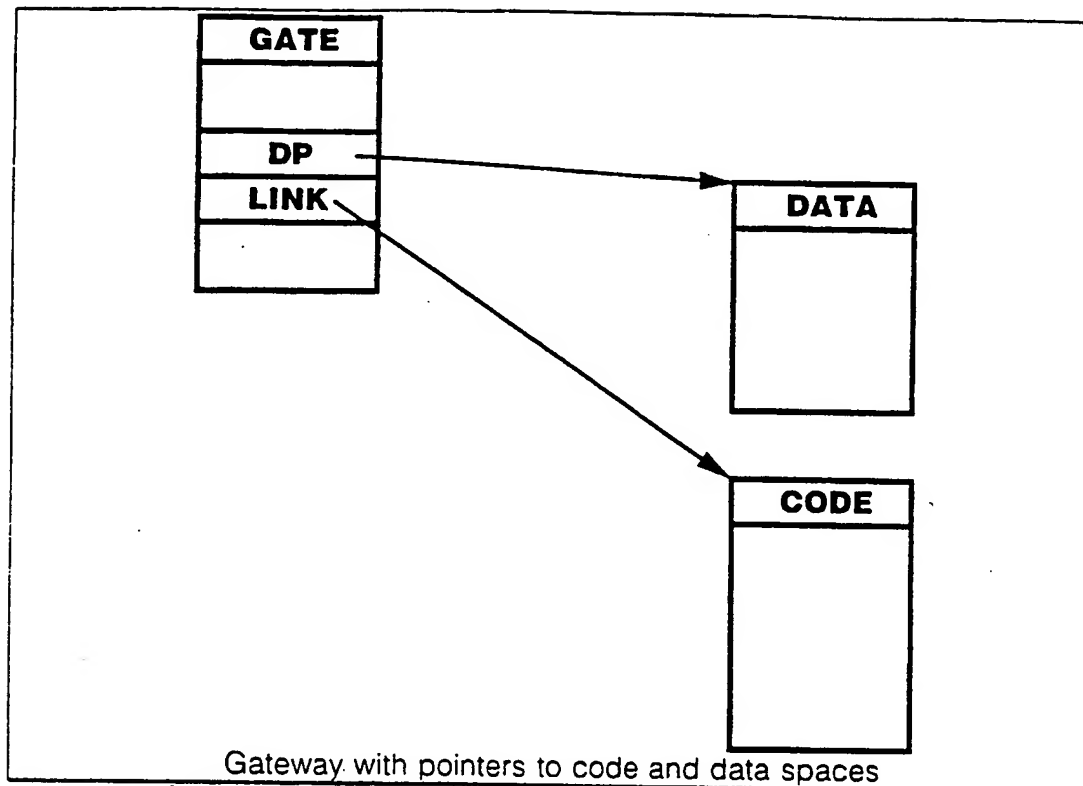 GATE
DP
LINK
DATA
CODE
Gateway with pointers to code and data spaces